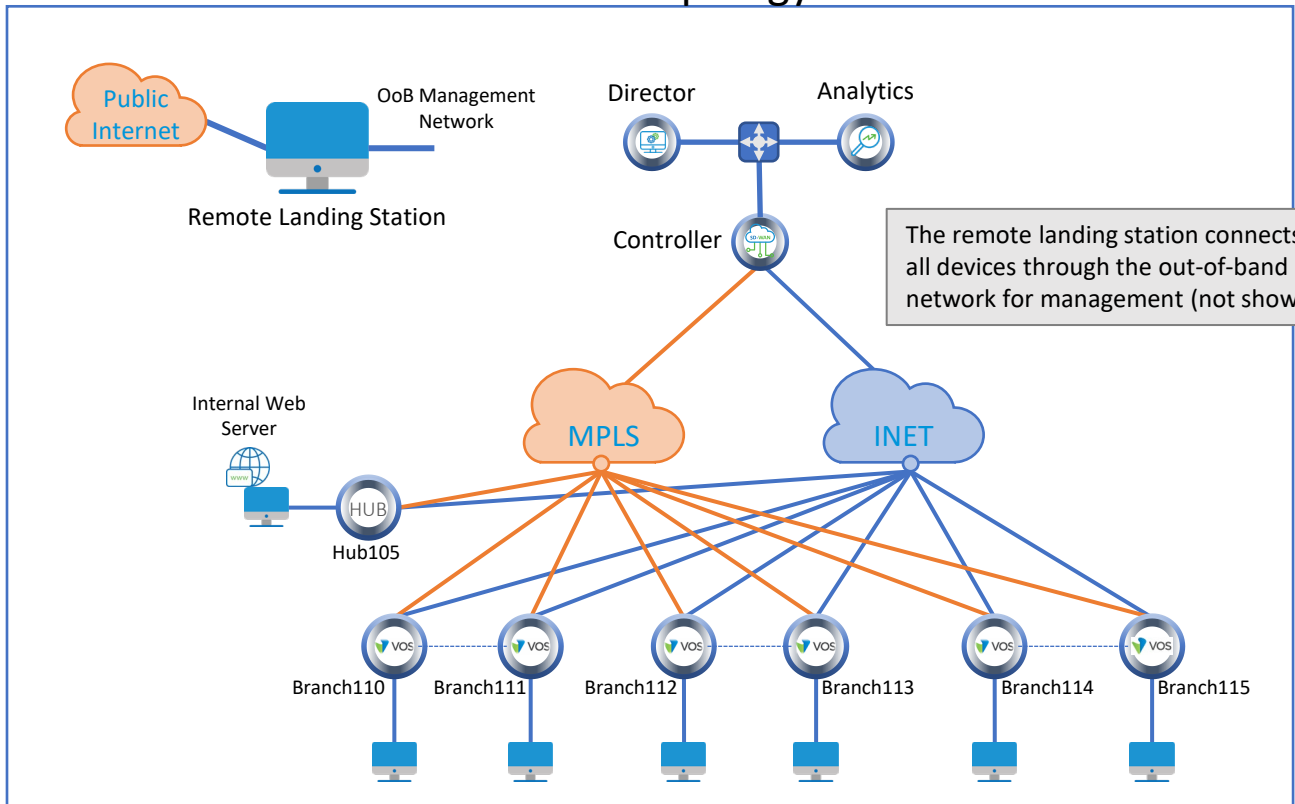 Public
Internet
OoB Management
Network
Remote Landing Station
Director
Analytics
Controller
SD-WAN
The remote landing station connects
all devices through the out-of-band
network for management (not show
MPLS
INET
Internal Web
Server
www
HUB
Hub105
VOS
VOS
VOS
VOS
VOS
VOS
Branch110
Branch111
Branch112
Branch113
Branch114
Branch115